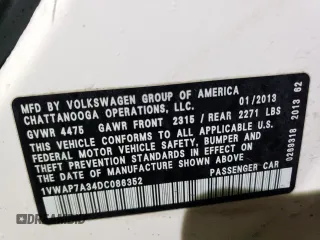 MFD BY VOLKSWAGEN GROUP OF AMERICA
CHATTANOOGA OPERATIONS, LLC. 01/2013
GVWR 4475 GAWR FRONT 2315 / REAR 2271 LBS
THIS VEHICLE CONFORMS TO ALL APPLICABLE FEDERAL MOTOR
VEHICLE SAFETY, BUMPER AND THEFT PREVENTION
STANDARDS IN EFFECT ON THE
DATE OF MANUFACTURE SHOWN ABOVE.
1VWAP7A34DC086352 PASSENGER CAR
0289318 2013 62